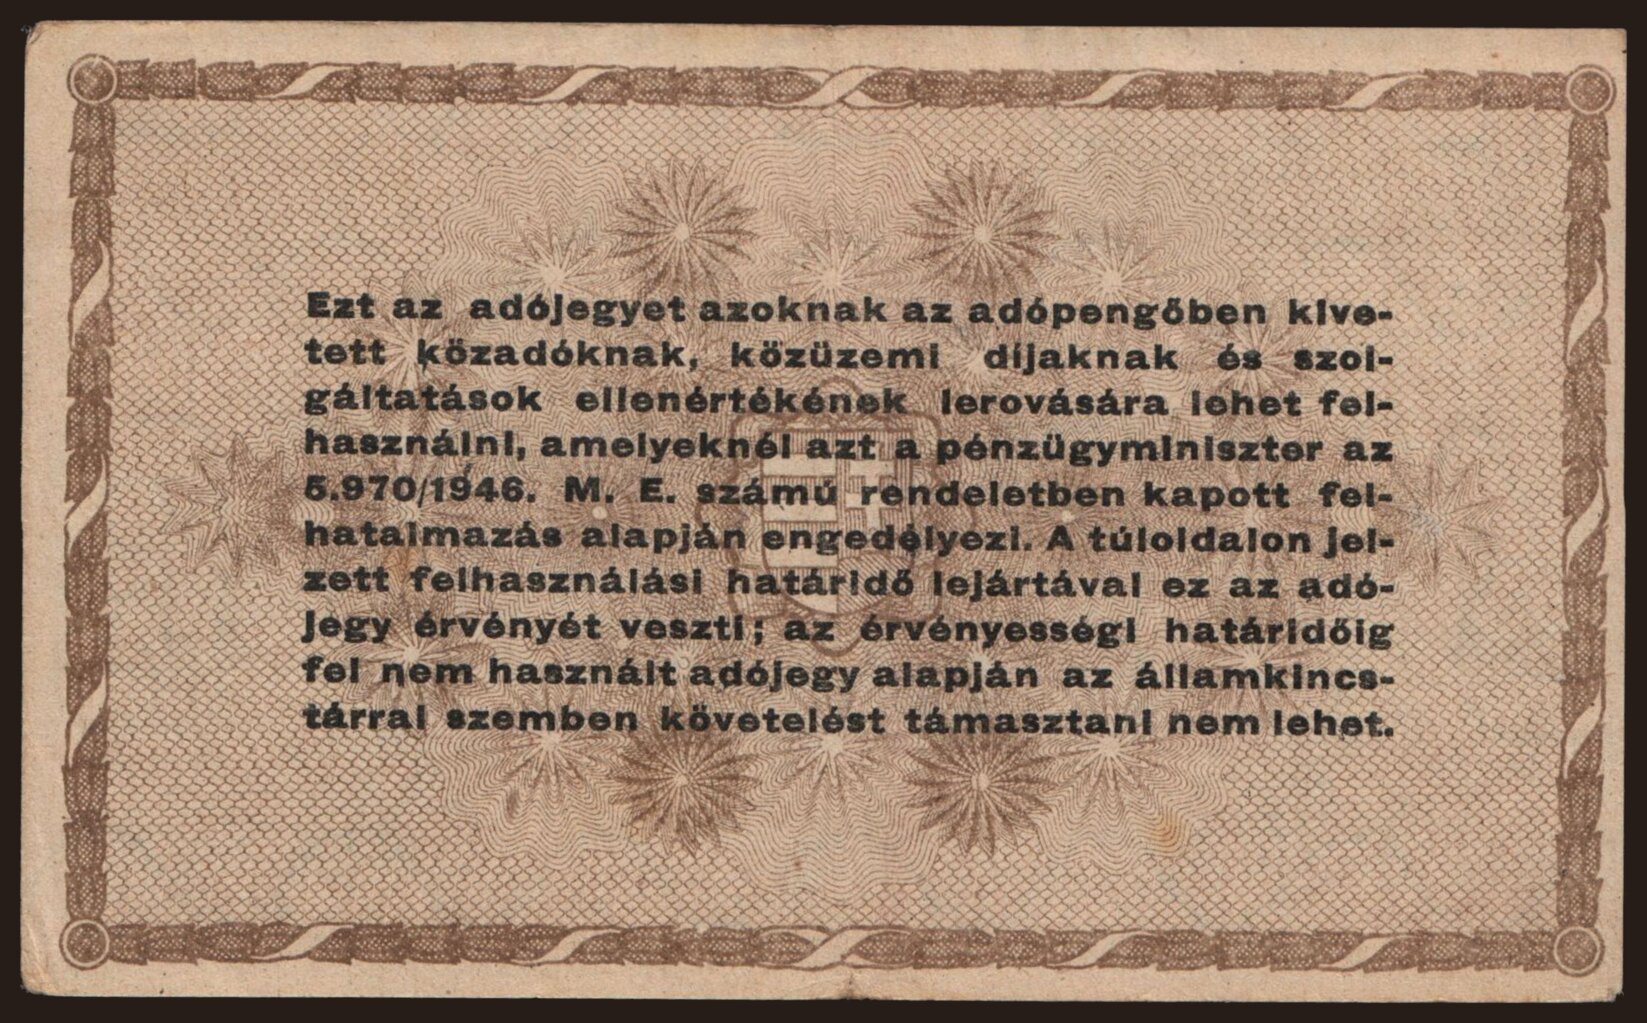 Ezt az adójegyet azoknak az adópengőben kive-
tett közadóknak, közüzemi díjaknak és szol-
gáltatások ellenértékének lerovására lehet fel-
használni, amelyeknél azt a pénzügyminiszter az
5.970/1946. M. E. számú rendeletben kapott fel-
hatalmazás alapján engedélyezi. A túloldalon jel-
zett felhasználási határidő lejártával ez az adó-
jegy érvényét veszti; az érvényességi határidőig
fel nem használt adójegy alapján az államkincs-
tárral szemben követelést támasztani nem lehet.